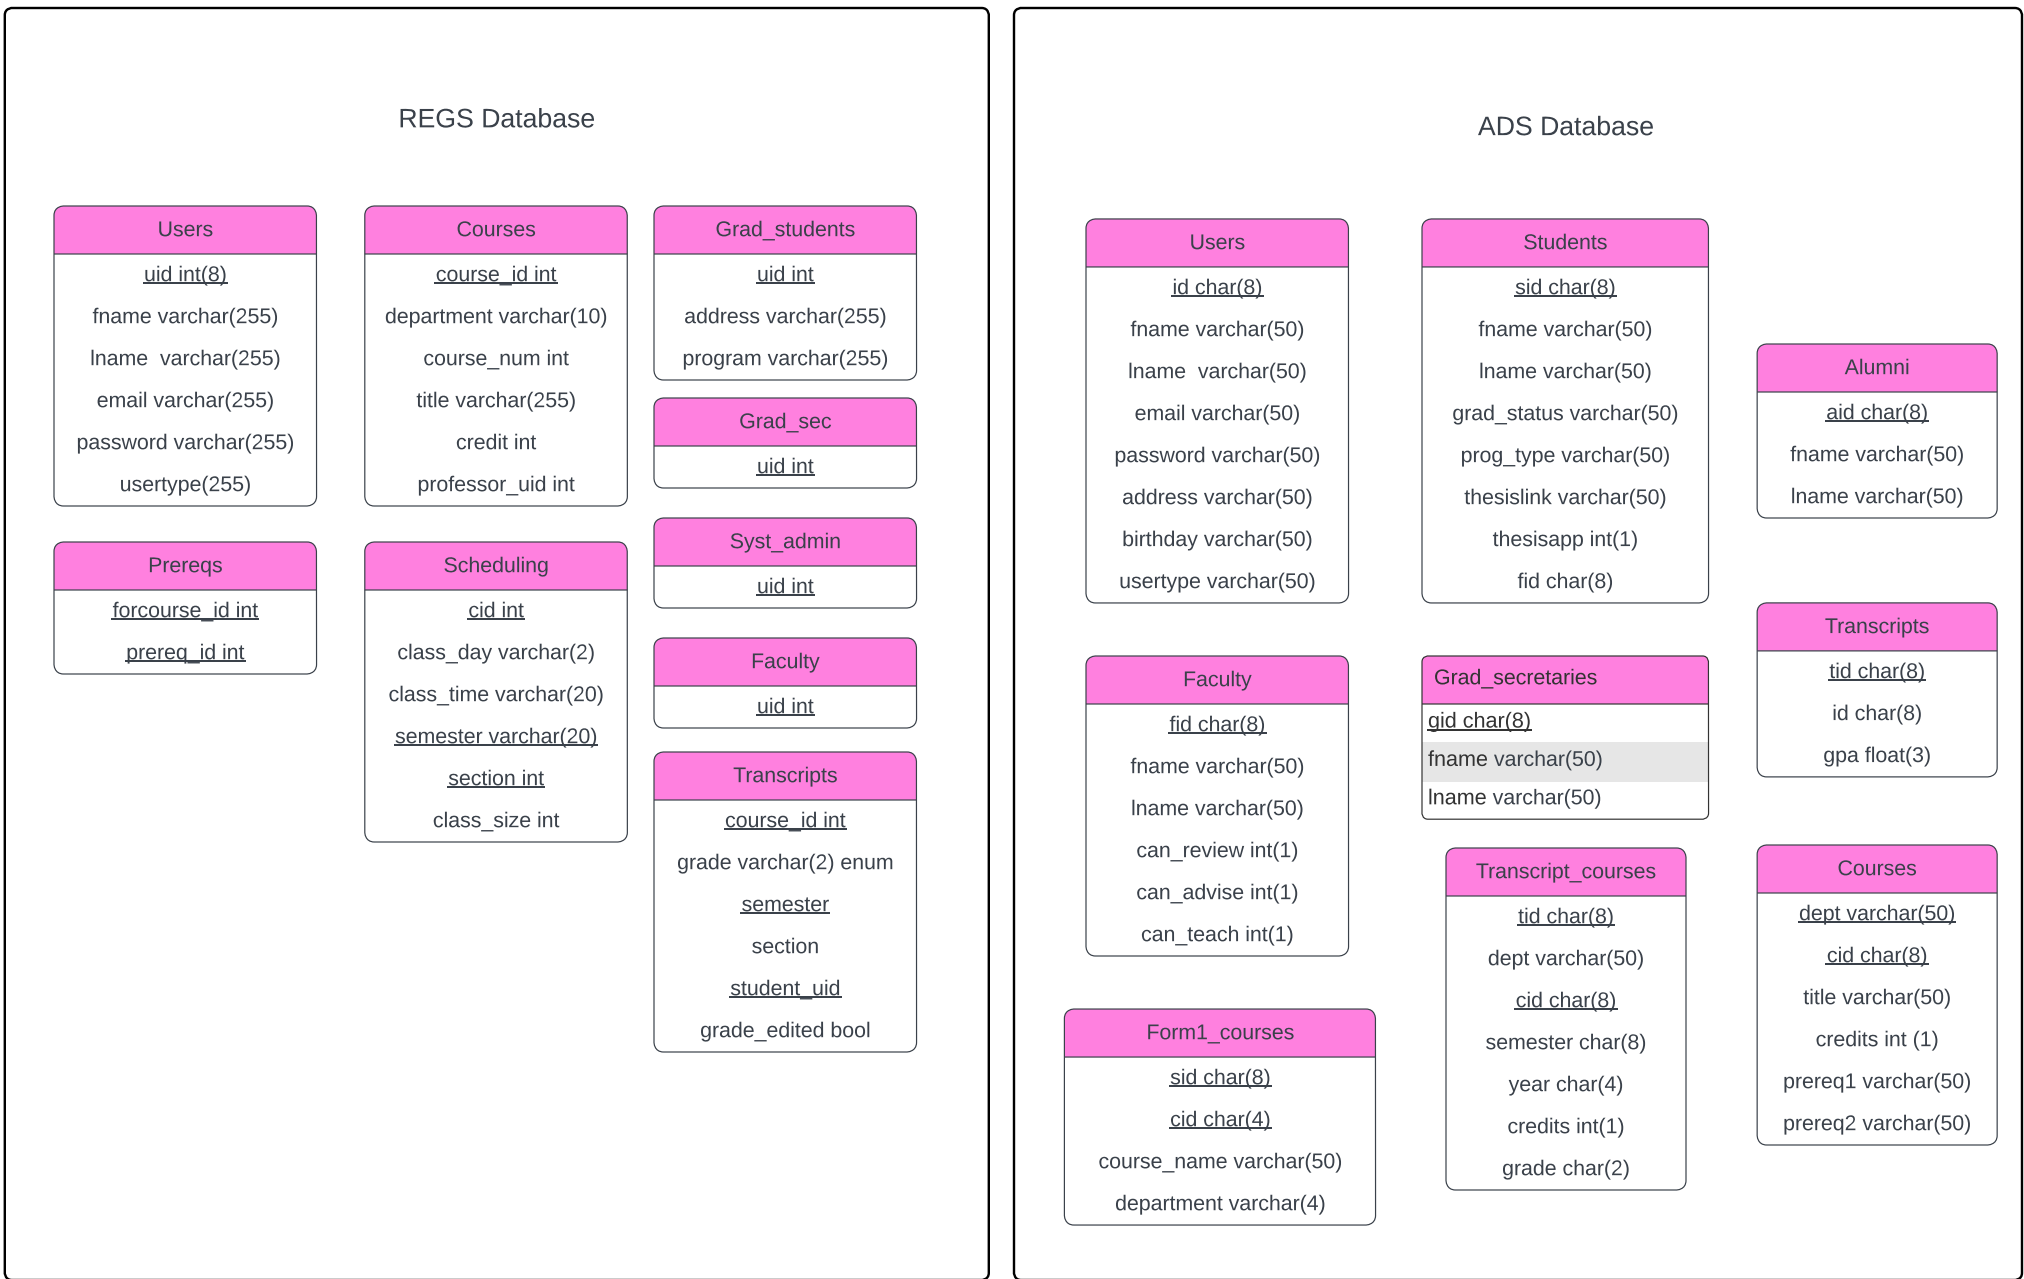 REGS Database
Users
uid int(8)
fname varchar(255)
lname  varchar(255)
email varchar(255)
password varchar(255)
usertype(255)
Prereqs
forcourse_id int
prereq_id int
Courses
course_id int
department varchar(10)
course_num int
title varchar(255)
credit int
professor_uid int
Scheduling
cid int
class_day varchar(2)
class_time varchar(20)
semester varchar(20)
section int
class_size int
Grad_students
uid int
address varchar(255)
program varchar(255)
Grad_sec
uid int
Syst_admin
uid int
Faculty
uid int
Transcripts
course_id int
grade varchar(2) enum
semester
section
student_uid
grade_edited bool
ADS Database
Users
id char(8)
fname varchar(50)
lname  varchar(50)
email varchar(50)
password varchar(50)
address varchar(50)
birthday varchar(50)
usertype varchar(50)
Faculty
fid char(8)
fname varchar(50)
lname varchar(50)
can_review int(1)
can_advise int(1)
can_teach int(1)
Form1_courses
sid char(8)
cid char(4)
course_name varchar(50)
department varchar(4)
Students
sid char(8)
fname varchar(50)
lname varchar(50)
grad_status varchar(50)
prog_type varchar(50)
thesislink varchar(50)
thesisapp int(1)
fid char(8)
Grad_secretaries
gid char(8)
fname varchar(50)
lname varchar(50)
Transcript_courses
tid char(8)
dept varchar(50)
cid char(8)
semester char(8)
year char(4)
credits int(1)
grade char(2)
Alumni
aid char(8)
fname varchar(50)
lname varchar(50)
Transcripts
tid char(8)
id char(8)
gpa float(3)
Courses
dept varchar(50)
cid char(8)
title varchar(50)
credits int (1)
prereq1 varchar(50)
prereq2 varchar(50)